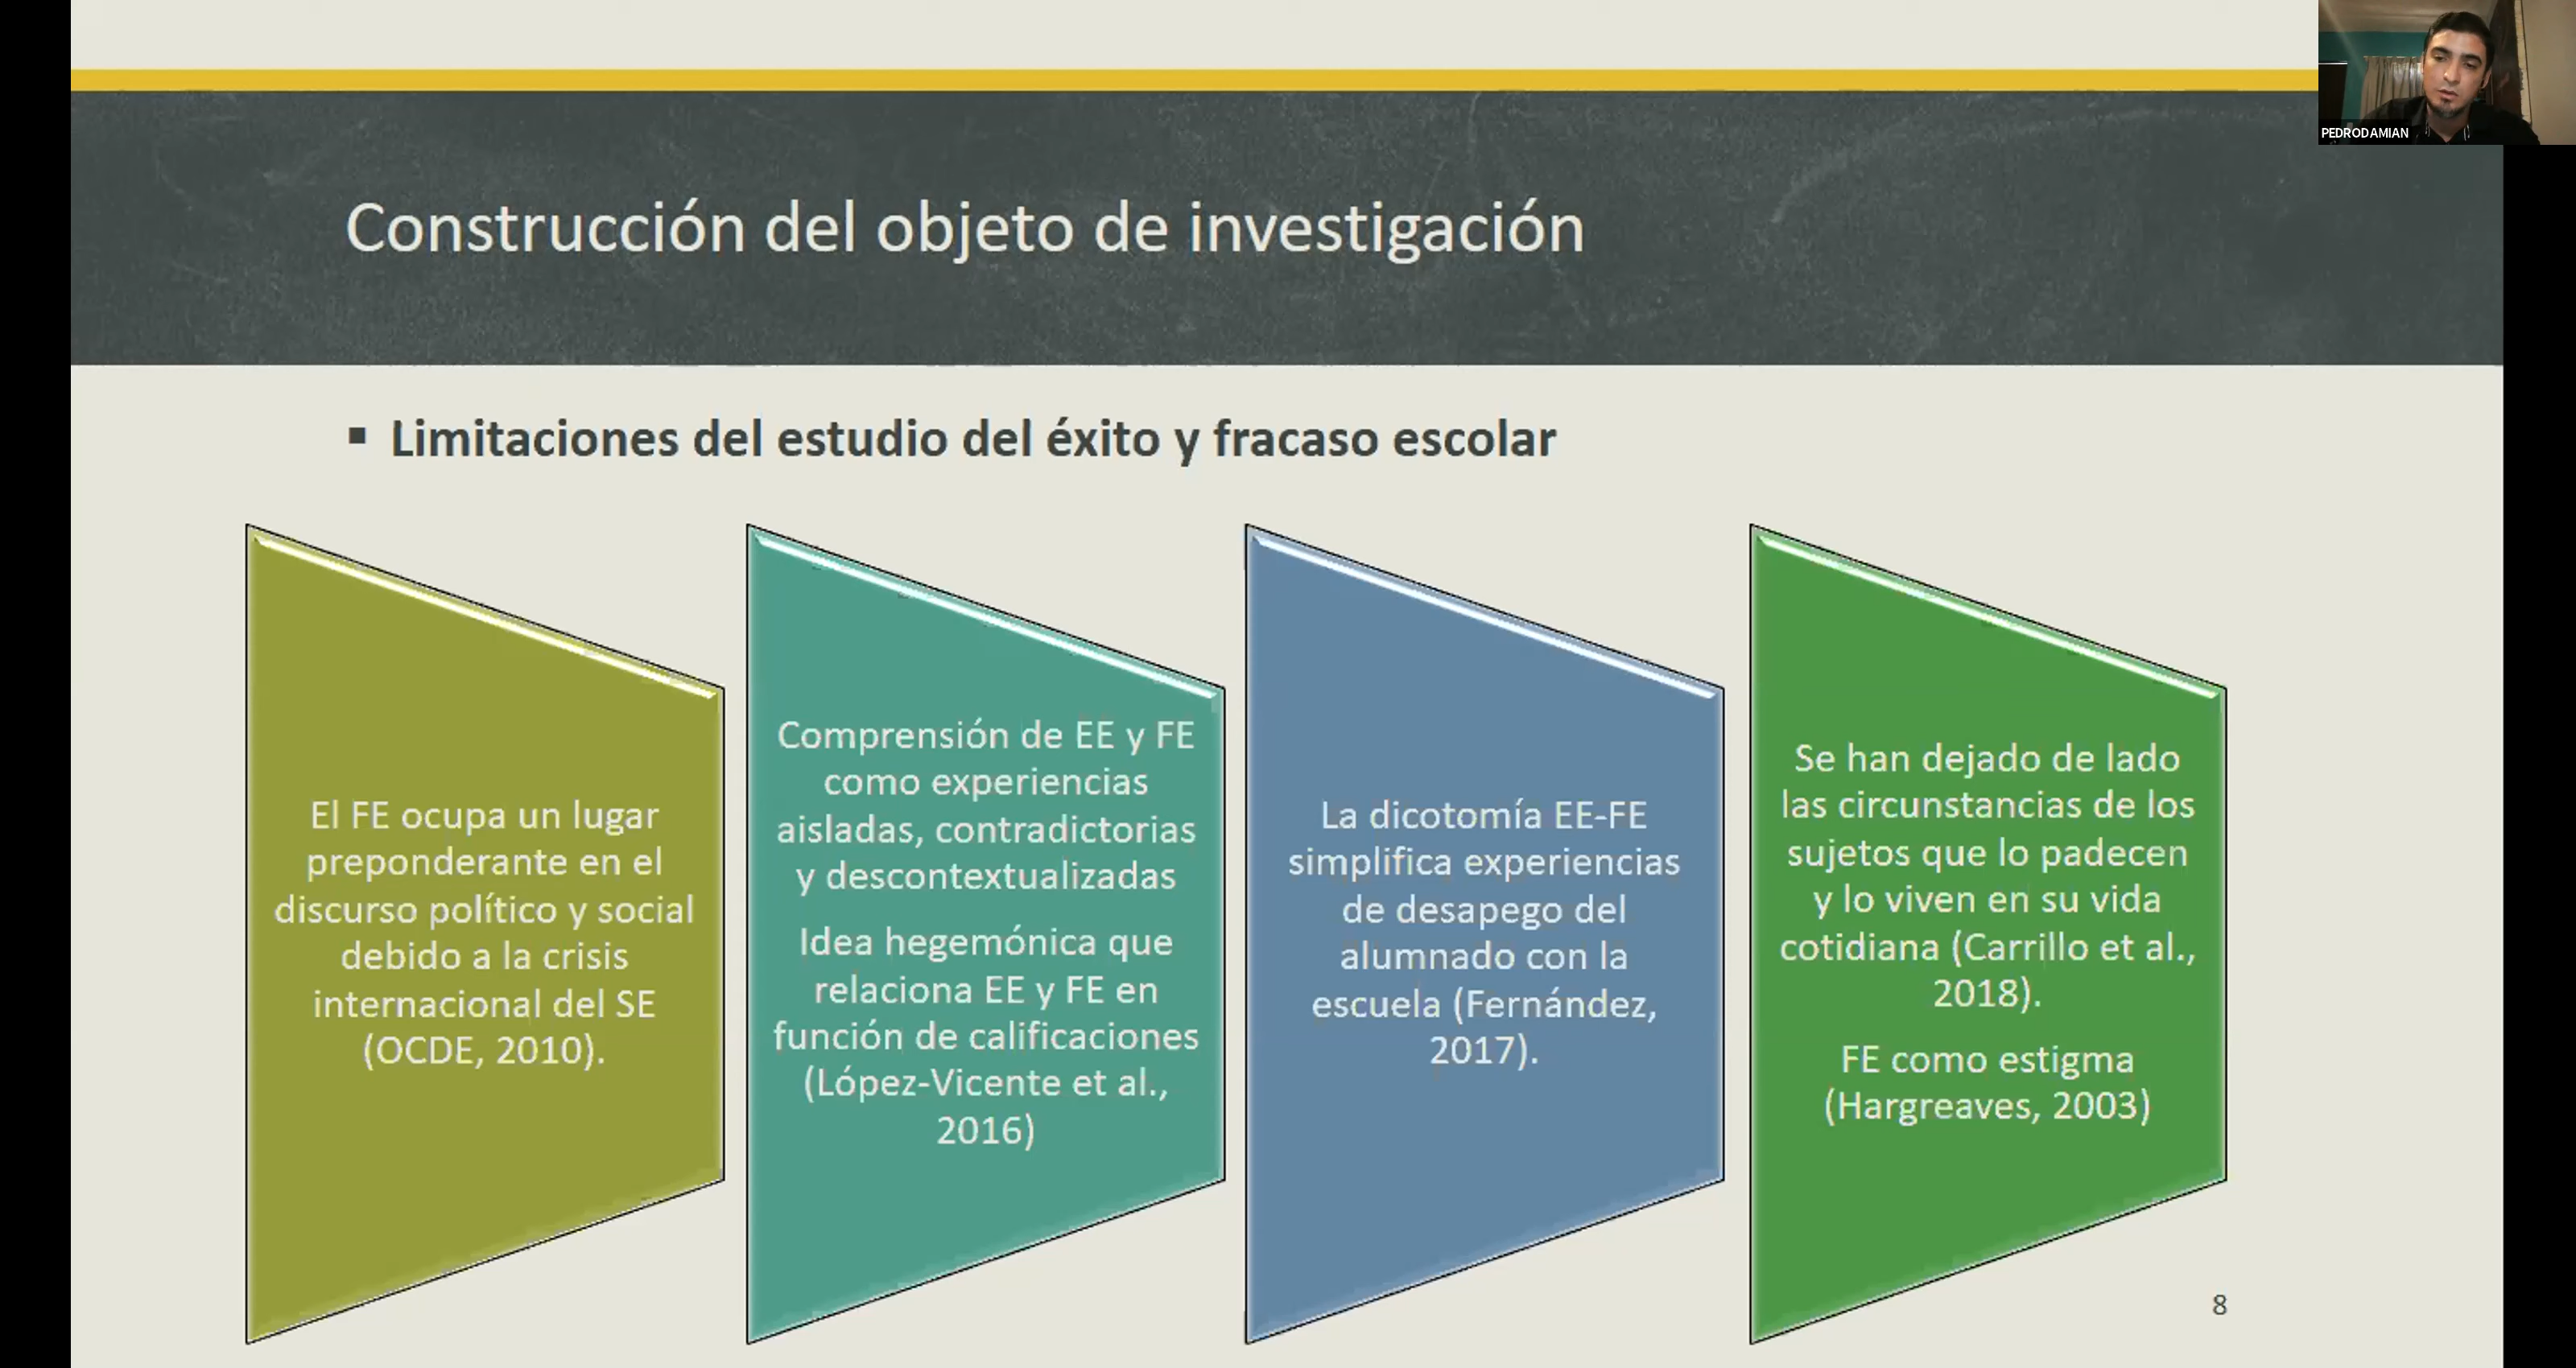 PEDRODAMIAN
Construcción del objeto de investigación
▪ Limitaciones del estudio del éxito y fracaso escolar
El FE ocupa un lugar
preponderante en el
discurso político y social
debido a la crisis
internacional del SE
(OCDE, 2010).
Comprensión de EE y FE
como experiencias
aisladas, contradictorias
y descontextualizadas
Idea hegemónica que
relaciona EE y FE en
función de calificaciones
(López-Vicente et al.,
2016)
La dicotomía EE-FE
simplifica experiencias
de desapego del
alumnado con la
escuela (Fernández,
2017).
Se han dejado de lado
las circunstancias de los
sujetos que lo padecen
y lo viven en su vida
cotidiana (Carrillo et al.,
2018).
FE como estigma
(Hargreaves, 2003)
8